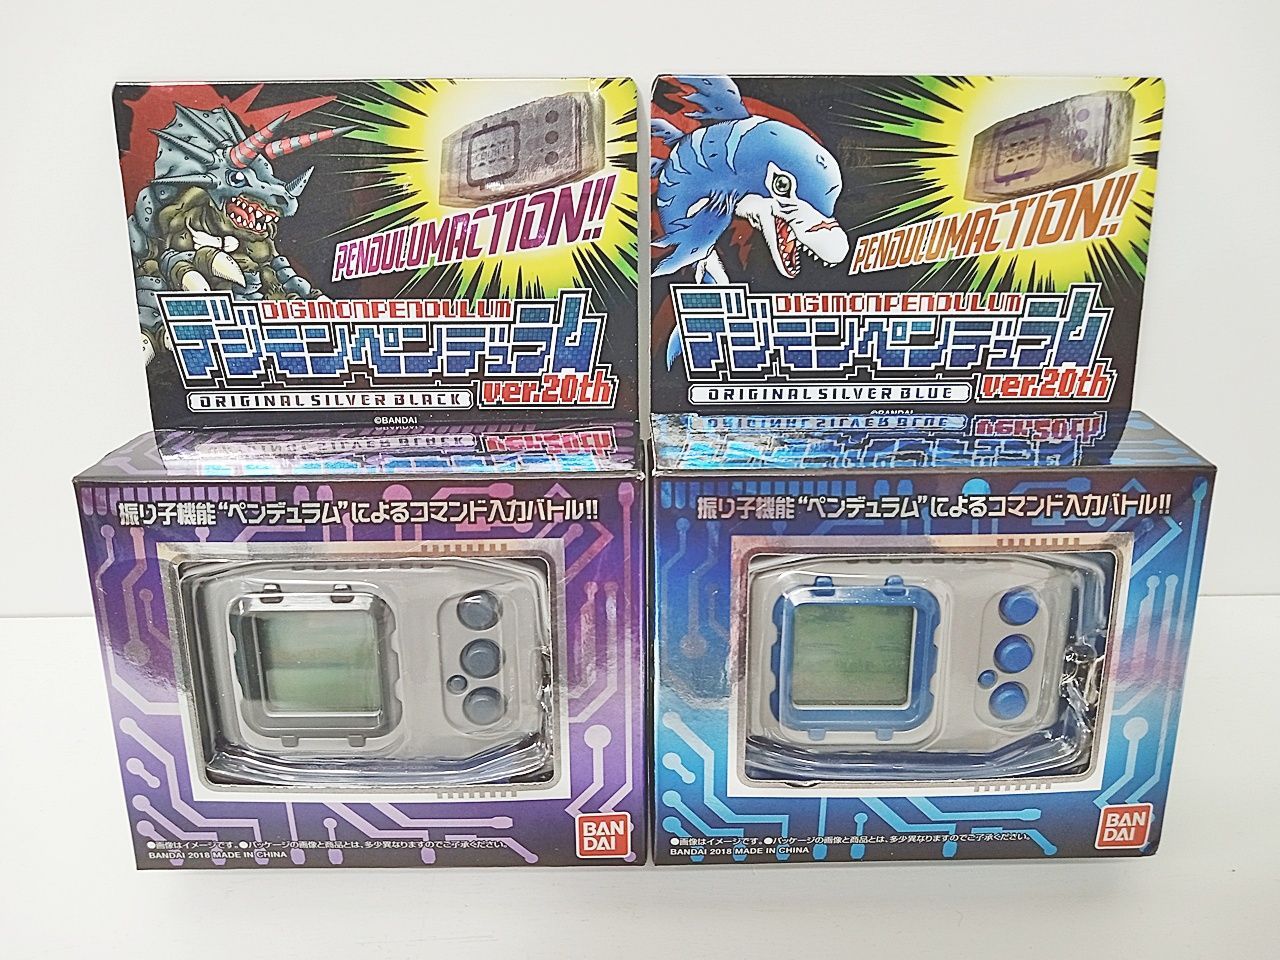 PENDULUMACTION!!
DIGIMONPENDULUM
デジモンペンデュラム
ver.20th
ORIGINAL SILVER BLACK
©BANDAI
振り子機能“ペンデュラム”によるコマンド入力バトル!!
●画像はイメージです。●パッケージの画像と商品とは、多少異なりますのでご了承ください。
BANDAI 2018 MADE IN CHINA
BAN
DAI
PENDULUMACTION!!
DIGIMONPENDULUM
デジモンペンデュラム
ver.20th
ORIGINAL SILVER BLUE
©BANDAI
振り子機能“ペンデュラム”によるコマンド入力バトル!!
●画像はイメージです。●パッケージの画像と商品とは、多少異なりますのでご了承ください。
BANDAI 2018 MADE IN CHINA
BAN
DAI